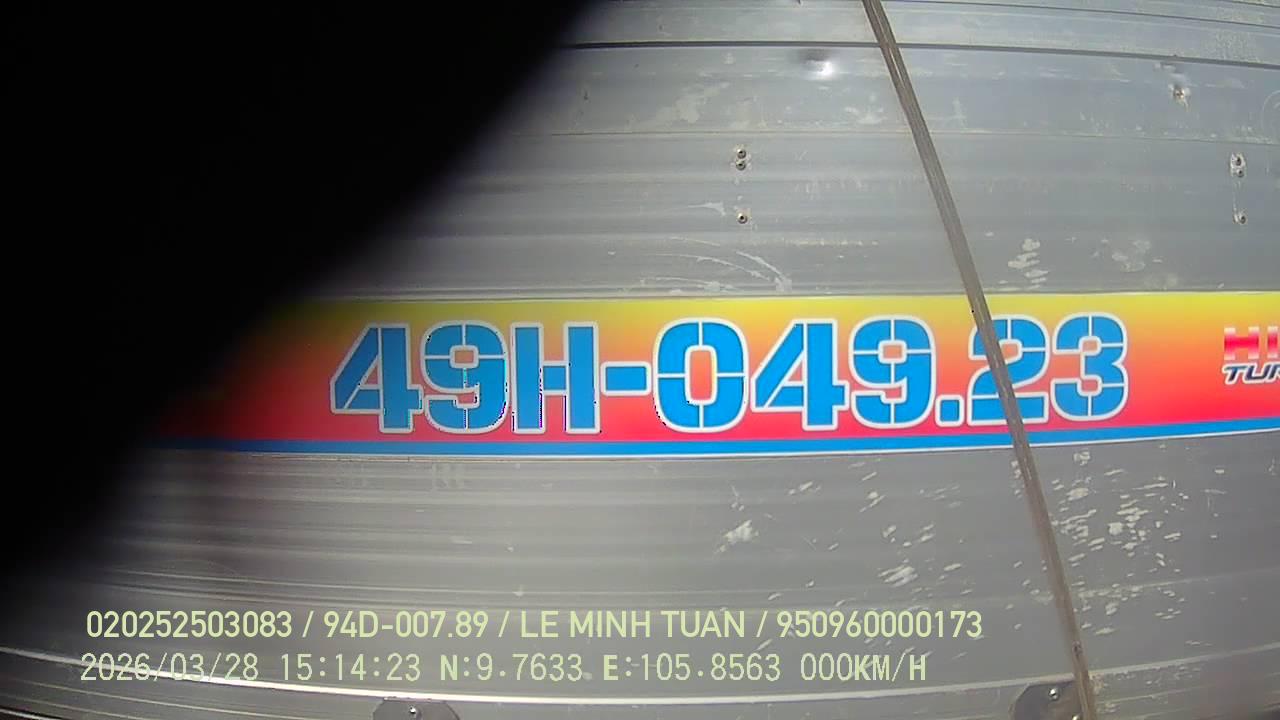 49H-049.23
020252503083 / 94D-007.89 / LE MINH TUAN / 950960000173
2026/03/28 15:14:23 N:9.7633 E:105.8563 000KM/H